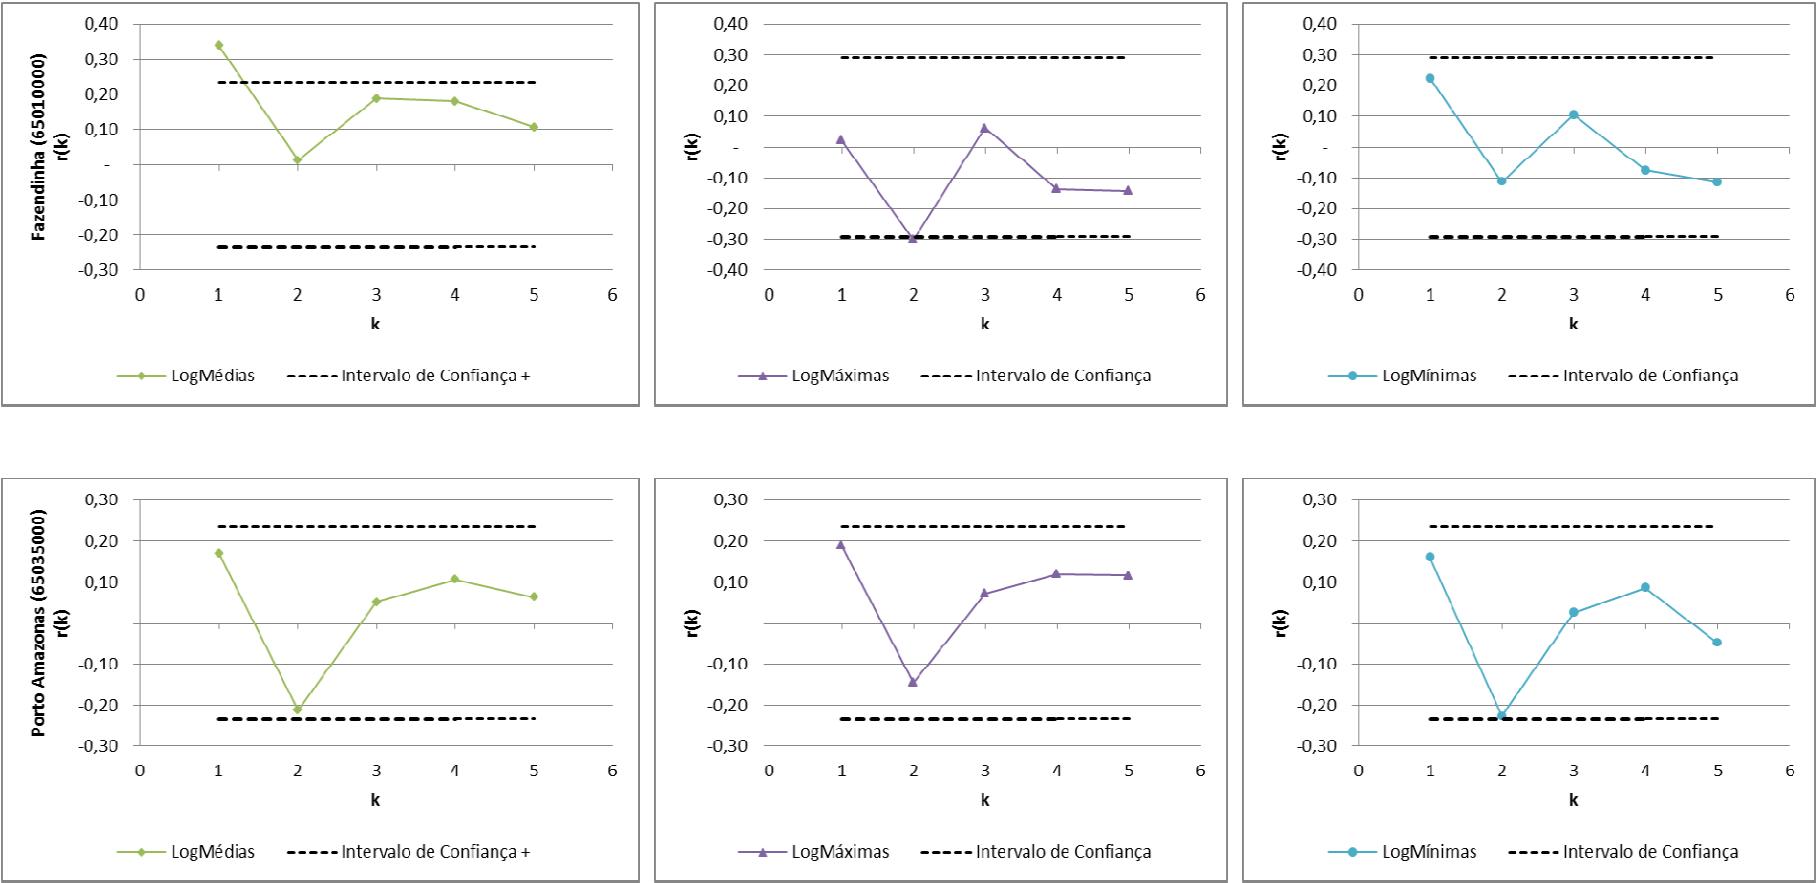 Fazendinha (65010000)
r(k)
0,40
0,30
0,20
0,10
-
-0,10
-0,20
-0,30
0 1 2 3 4 5 6
k
LogMédias Intervalo de Confiança +
r(k)
0,40
0,30
0,20
0,10
-
-0,10
-0,20
-0,30
-0,40
0 1 2 3 4 5 6
k
LogMáximas Intervalo de Confiança
r(k)
0,40
0,30
0,20
0,10
-
-0,10
-0,20
-0,30
-0,40
0 1 2 3 4 5 6
k
LogMínimas Intervalo de Confiança
Porto Amazonas (65035000)
r(k)
0,30
0,20
0,10
-0,10
-0,20
-0,30
0 1 2 3 4 5 6
k
LogMédias Intervalo de Confiança +
r(k)
0,30
0,20
0,10
-0,10
-0,20
-0,30
0 1 2 3 4 5 6
k
LogMáximas Intervalo de Confiança
r(k)
0,30
0,20
0,10
-0,10
-0,20
-0,30
0 1 2 3 4 5 6
k
LogMínimas Intervalo de Confiança